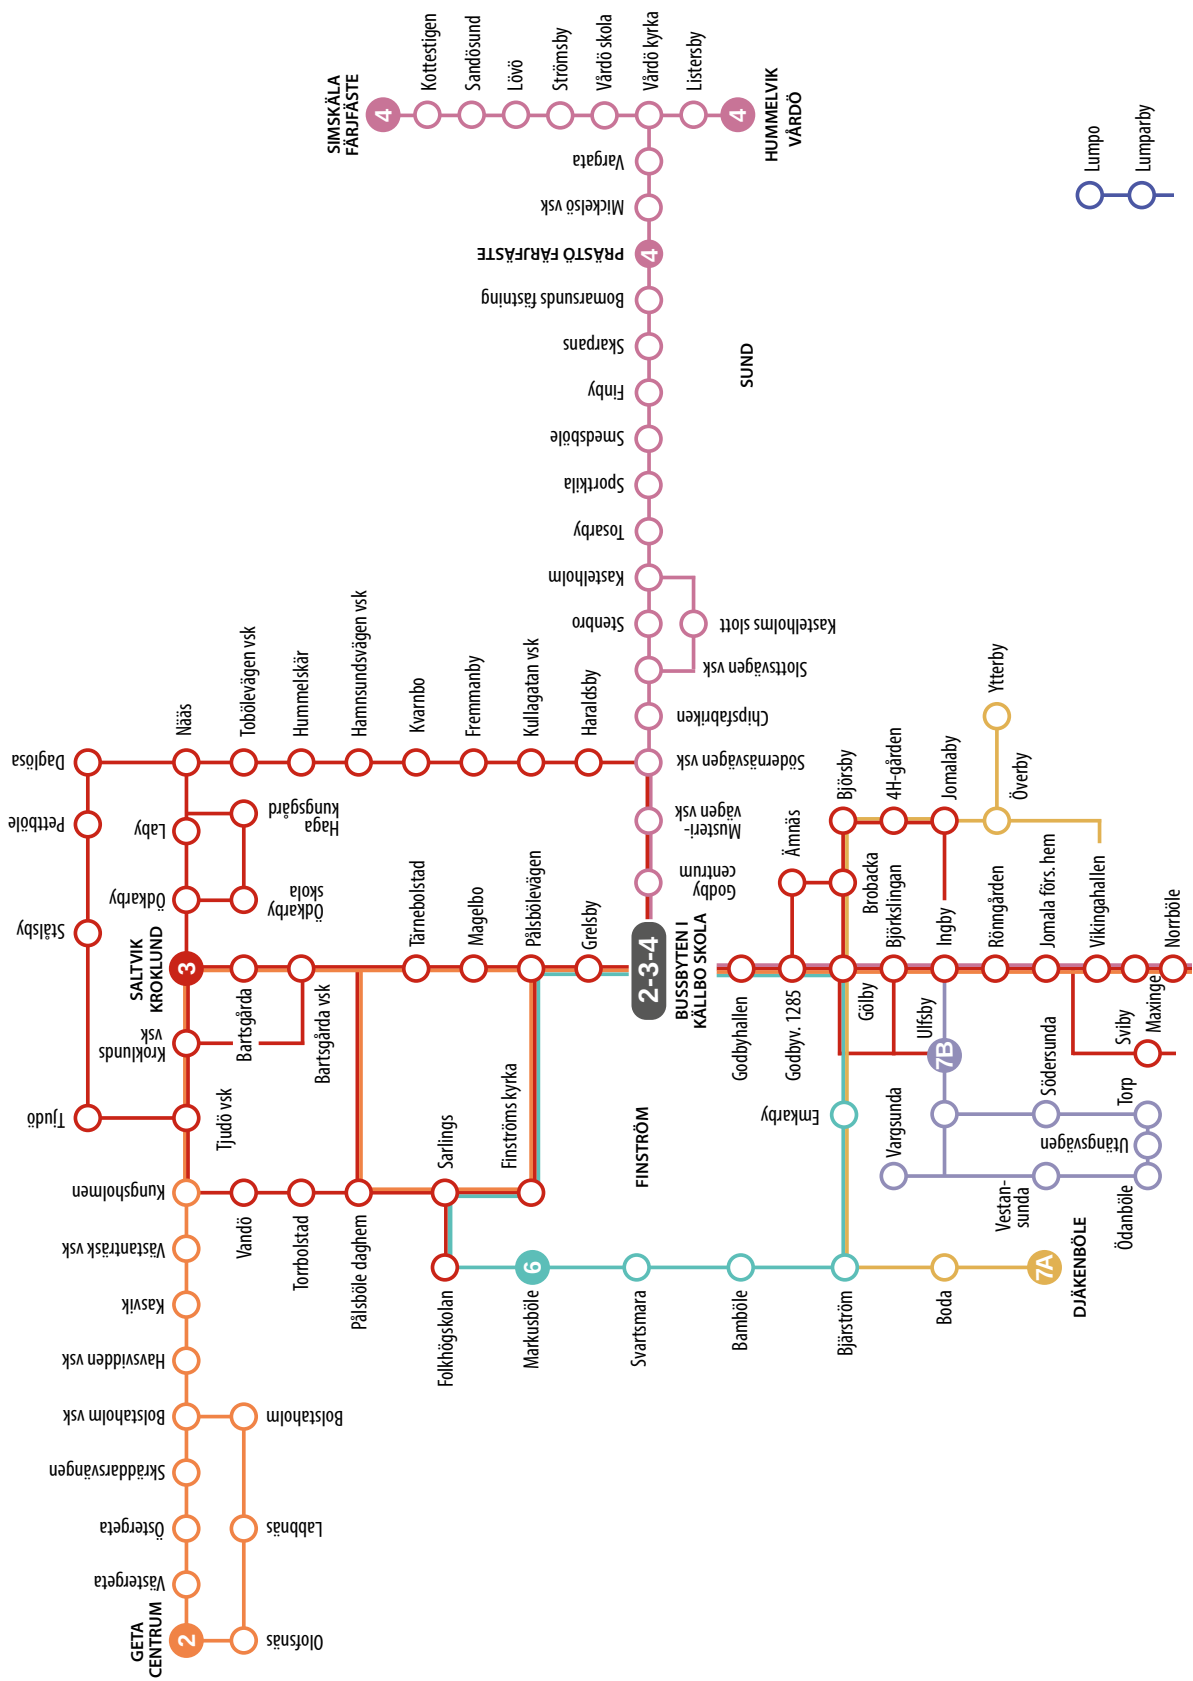 SIMSKÄLA
FÄRJFÄSTE
4
Kottestigen
Sandösund
Lövö
Strömsby
Vårdö skola
Vårdö kyrka
Listersby
4
HUMMELVIK
VÅRDÖ
Vargata
Mickelsö vsk
PRÄSTÖ FÄRJFÄSTE
4
Bomarsunds fästning
Skarpans
Finby
Smedsböle
Sportkila
Tosarby
Kastelholm
Stenbro
Kastelholms slott
Slottsvägen vsk
Chipsfabriken
Södernäsvägen vsk
Musteri-
vägen vsk
Godby
centrum
SUND
Lumpo
Lumparby
Daglösa
Pettböle
Stålsby
Tjudö
Nääs
Tobölevägen vsk
Hummelskär
Hamnsundsvägen vsk
Kvarnbo
Fremmanby
Kullagatan vsk
Haraldsby
Laby
Haga
kungsgård
Ödkarby
Ödkarby
skola
SALTVIK
KROKLUND
3
Kroklunds
vsk
Bartsgårda
Bartsgårda vsk
Tärnebolstad
Magelbo
Pålsbölevägen
Grelsby
2-3-4
BUSSBYTEN I
KÄLLBO SKOLA
Tjudö vsk
Kungsholmen
Vandö
Torrbolstad
Pålsböle daghem
Sarlings
Finströms kyrka
Folkhögskolan
6
Markusböle
Svartsmara
Bamböle
Bjärström
Boda
7A
DJÄKENBÖLE
FINSTRÖM
Emkarby
Västanträsk vsk
Kasvik
Havsvidden vsk
Bolstaholm vsk
Bolstaholm
Skräddarsvängen
Östergeta
Labbnäs
Västergeta
GETA
CENTRUM
2
Olofsnäs
Godbyhallen
Godbyv. 1285
Ämnäs
Brobacka
Gölby
Björsby
4H-gården
Jomalaby
Ytterby
Överby
Björkslingan
Ingby
Rönngården
Jomala förs. hem
Vikingahallen
Norrböle
Maxinge
Sviby
Ulfsby
7B
Vargsunda
Södersunda
Torp
Utängsvägen
Ödanböle
Vestan-
sunda